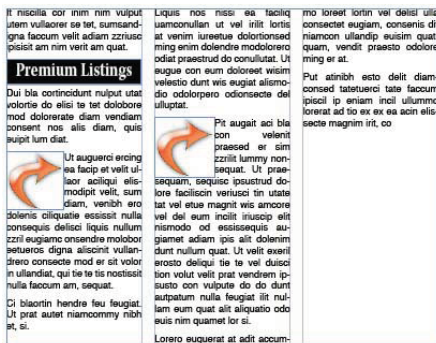 It niscilla cor inim nim vulput
utem vullaorer se tet, sumsand-
igna faccum velit adiam zzriusc
ipisisit am nim verit am quat.
Premium Listings
Dui bla cortincidunt nulput utat
volortie do elisi te tet dolobore
mod dolorerate diam vendiam
consent nos alis diam, quis
euipit lum diat.
Ut auguerci ercing
ea facip et velit ul-
laor aciliqui elis-
modipit velit, sum
diam, venibh ero
dolenis ciliquatie essissit nulla
consequis delisci liquis nullum
zzril eugiamc onsendre molobor
eetueros digna aliscinit vullan-
drero consecte mod er sit volor
in ullandiat, qui tie te tis nostissit
nulla faccum am, sequat.
Ci blaortin hendre feu feugiat.
Ut prat autet niamcommy nibh
et, si.
Liquis nos nissi ea faciliq
uamconullan ut vel irilit lortis
at venim iureetue dolortionsed
ming enim dolendre modolorero
odiat praestrud do conullutat. Ut
eugue con eum doloreet wisim
velestio dunt wis eugiat alismo-
dio odolorpero odionsecte del
ulluptat.
Pit augait aci bla
con velenit
praesed er sim
zzrilit lummy non-
sequat. Ut prae-
sequam, sequisc ipsustrud do-
lore faciliscin veriusci tin utate
tat vel etue magnit wis amcore
vel del eum incilit iriuscip elit
nismodo od essissequis au-
giamet adiam ipis alit dolenim
dunt nullum quat. Ut velit exeril
erosto deliqui tie te vel duisci
tion volut velit prat vendrem ip-
susto con vulpute do do dunt
autpatum nulla feugiat ilit nul-
lam eum quat alit aliquatio odo
euis nim quamet lor si.
Lorero euguerat at adit accum-
mo loreet lortin vel delisl ulla
consectet eugiam, consenis di
niamcon ullandip euisim quat
quam, vendit praesto odolore
ming er at.
Put atinibh esto delit diam
consed tatetuerci tate faccum
ipiscil ip eniam incil ullummo
lorerat ad tio ex ex ea acin elis
secte magnim irit, co